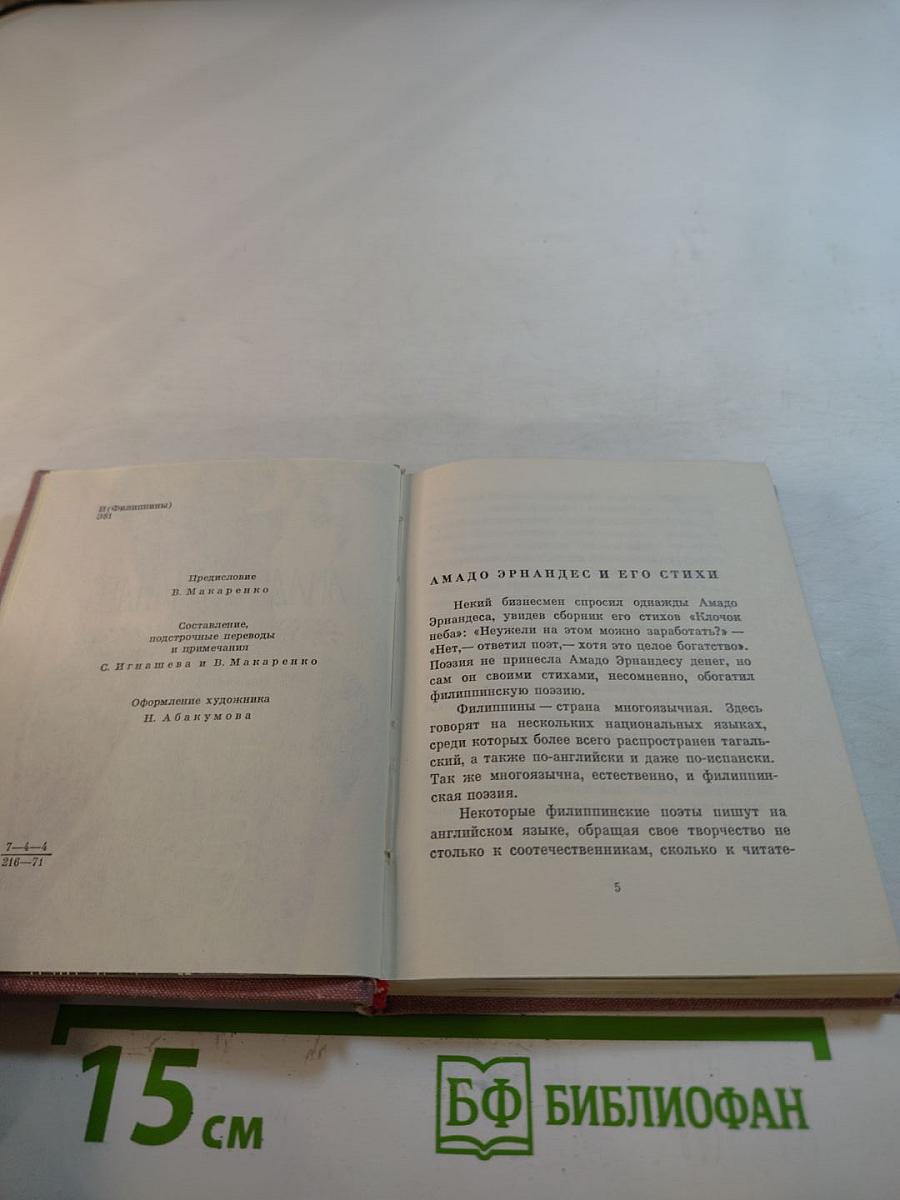 И(Филиппины)
Э81
Предисловие
В. Макаренко
Составление,
подстрочные переводы
и примечания
С. Игнашева и В. Макаренко
Оформление художника
Н. Абакумова
7—4—4
216—71
АМАДО ЭРНАНДЕС И ЕГО СТИХИ
Некий бизнесмен спросил однажды Амадо
Эрнандеса, увидев сборник его стихов «Клочок
неба»: «Неужели на этом можно заработать?» —
«Нет,— ответил поэт,— хотя это целое богатство».
Поэзия не принесла Амадо Эрнандесу денег, но
сам он своими стихами, несомненно, обогатил
филиппинскую поэзию.
Филиппины — страна многоязычная. Здесь
говорят на нескольких национальных языках,
среди которых более всего распространен тагаль-
ский, а также по-английски и даже по-испански.
Так же многоязычна, естественно, и филиппин-
ская поэзия.
Некоторые филиппинские поэты пишут на
английском языке, обращая свое творчество не
столько к соотечественникам, сколько к читате-
5
15 см
БФ БИБЛИОФАН